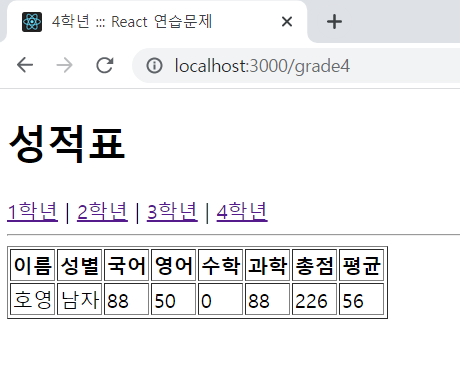 4학년 ::: React 연습문제
localhost:3000/grade4
성적표
1학년 | 2학년 | 3학년 | 4학년
이름 성별 국어 영어 수학 과학 총점 평균
호영 남자 88 50 0 88 226 56